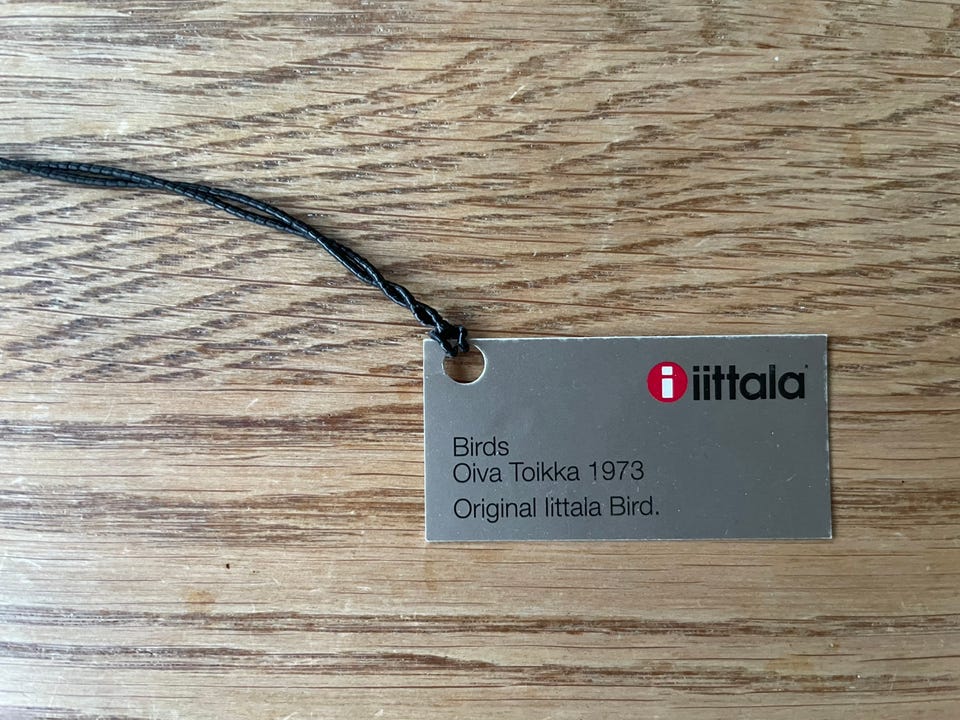 iittala
Birds
Oiva Toikka 1973
Original Iittala Bird.